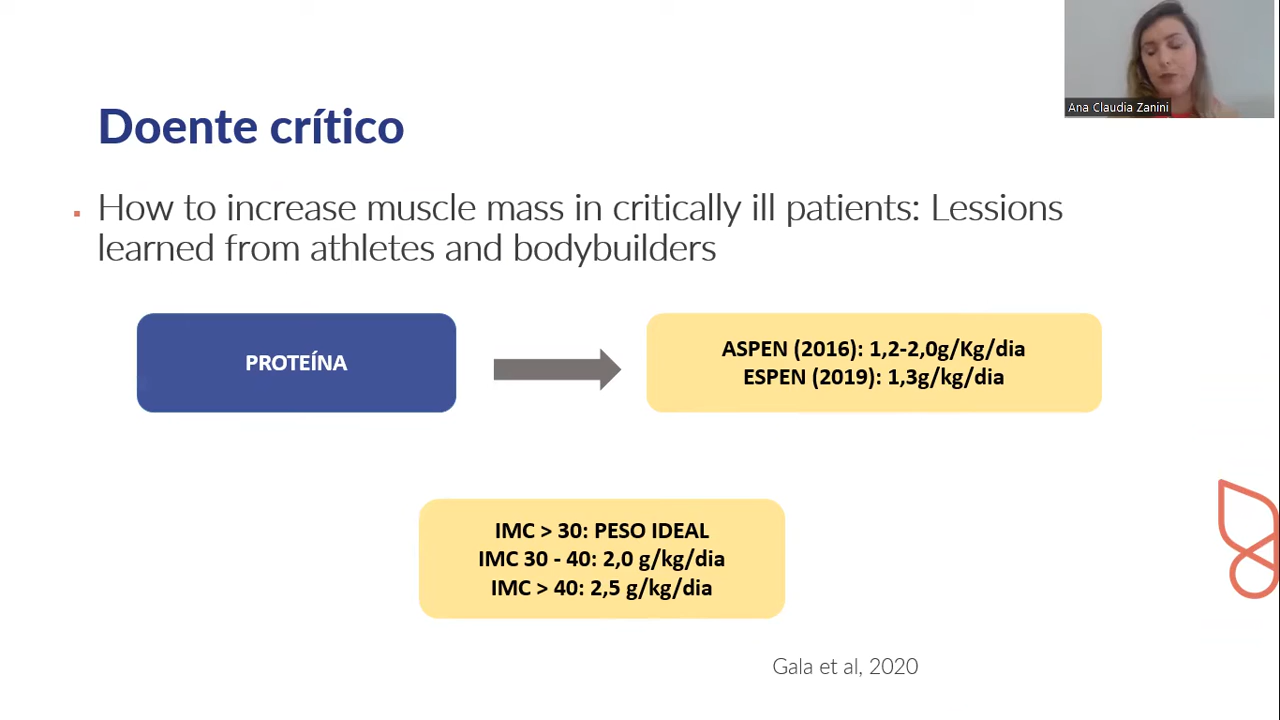 Ana Claudia Zanini
Doente crítico
How to increase muscle mass in critically ill patients: Lessions
learned from athletes and bodybuilders
PROTEÍNA
ASPEN (2016): 1,2-2,0g/Kg/dia
ESPEN (2019): 1,3g/kg/dia
IMC > 30: PESO IDEAL
IMC 30 - 40: 2,0 g/kg/dia
IMC > 40: 2,5 g/kg/dia
Gala et al, 2020